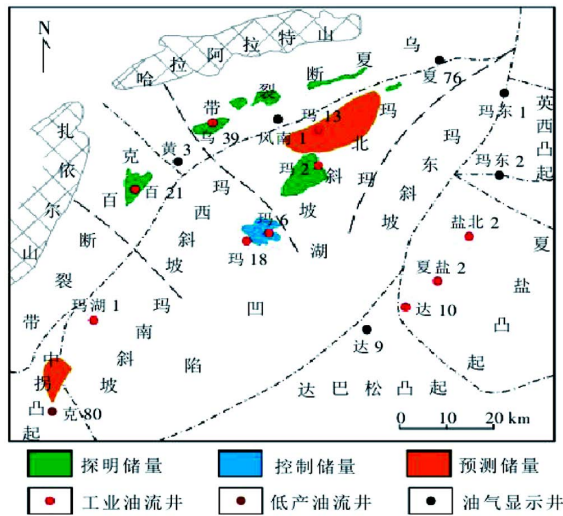 N
哈拉阿拉特山
扎依尔山
乌夏断裂带
克百断裂带
夏76
玛东1
玛东2
英西凸起
夏盐凸起
黄3
乌39
风南1
玛13
玛2
玛北斜坡
玛东斜坡
百21
玛西斜坡
玛6
玛18
玛湖凹陷
玛湖1
玛南斜坡
中拐凸起
克80
盐北2
夏盐2
达10
达9
达巴松凸起
0 10 20 km
探明储量 控制储量 预测储量
工业油流井 低产油流井 油气显示井